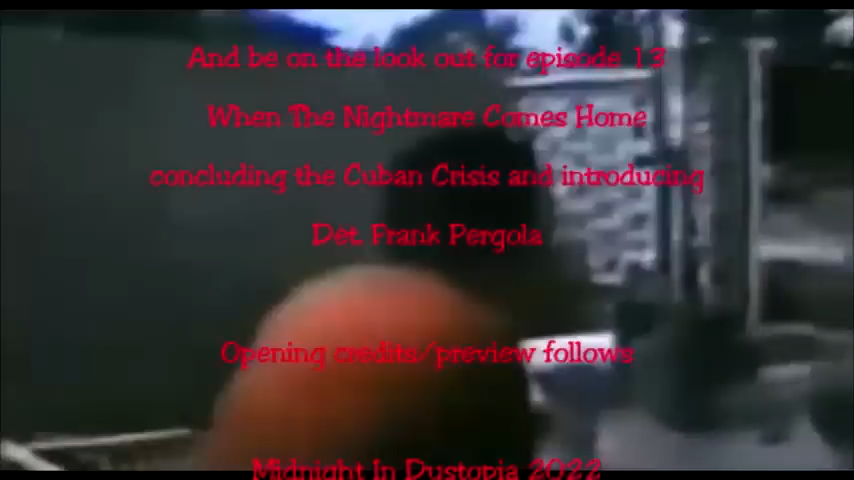 And be on the look out for episode 13
When The Nightmare Comes Home
concluding the Cuban Crisis and introducing
Det. Frank Pergola
Opening credits/preview follows
Midnight In Dustopia 2022